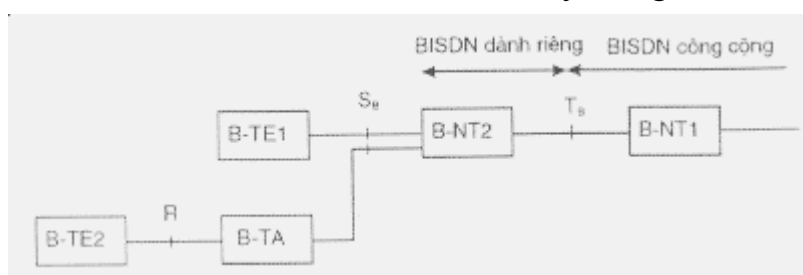 BISDN dành riêng BISDN công cộng
S_B T_B
B-TE1 B-NT2 B-NT1
R
B-TE2 B-TA